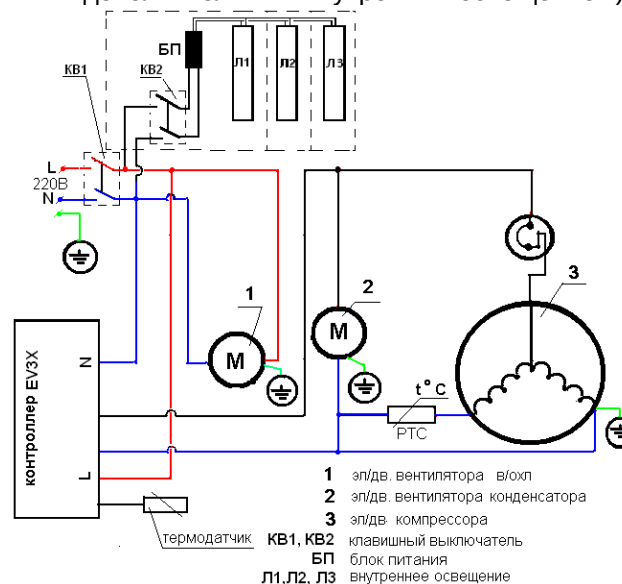 БП
КВ1
КВ2
Л1
Л2
Л3
L
220В
N
1
2
3
М
М
контроллер EV3X
N
L
t°C
РТС
термодатчик
1 эл/дв. вентилятора в/охл
2 эл/дв. вентилятора конденсатора
3 эл/дв. компрессора
КВ1, КВ2 клавишный выключатель
БП блок питания
Л1,Л2, Л3 внутреннее освещение